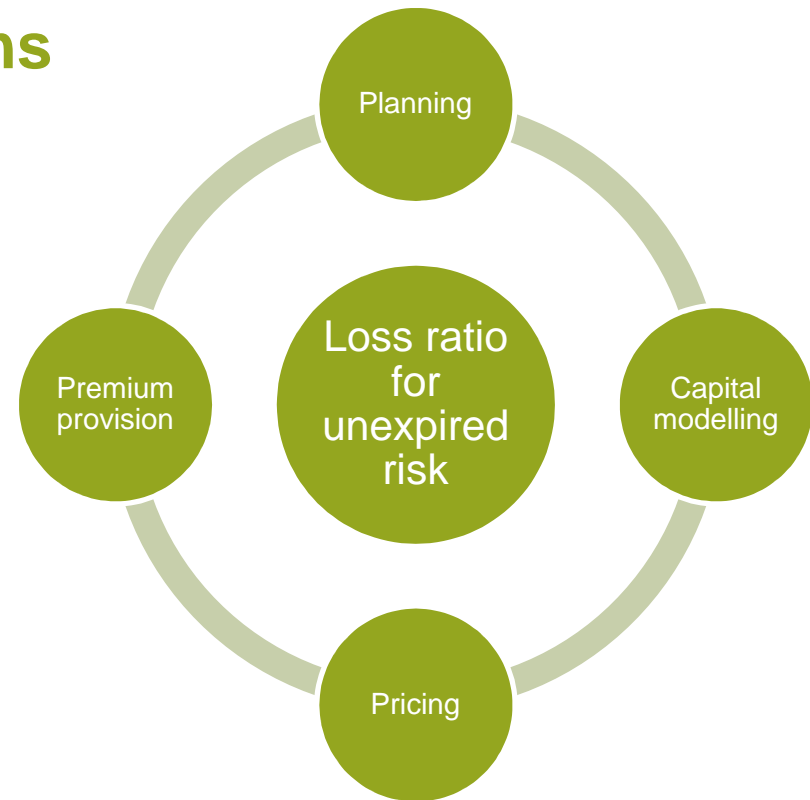 ns
Planning
Loss ratio
for
unexpired
risk
Premium
provision
Capital
modelling
Pricing